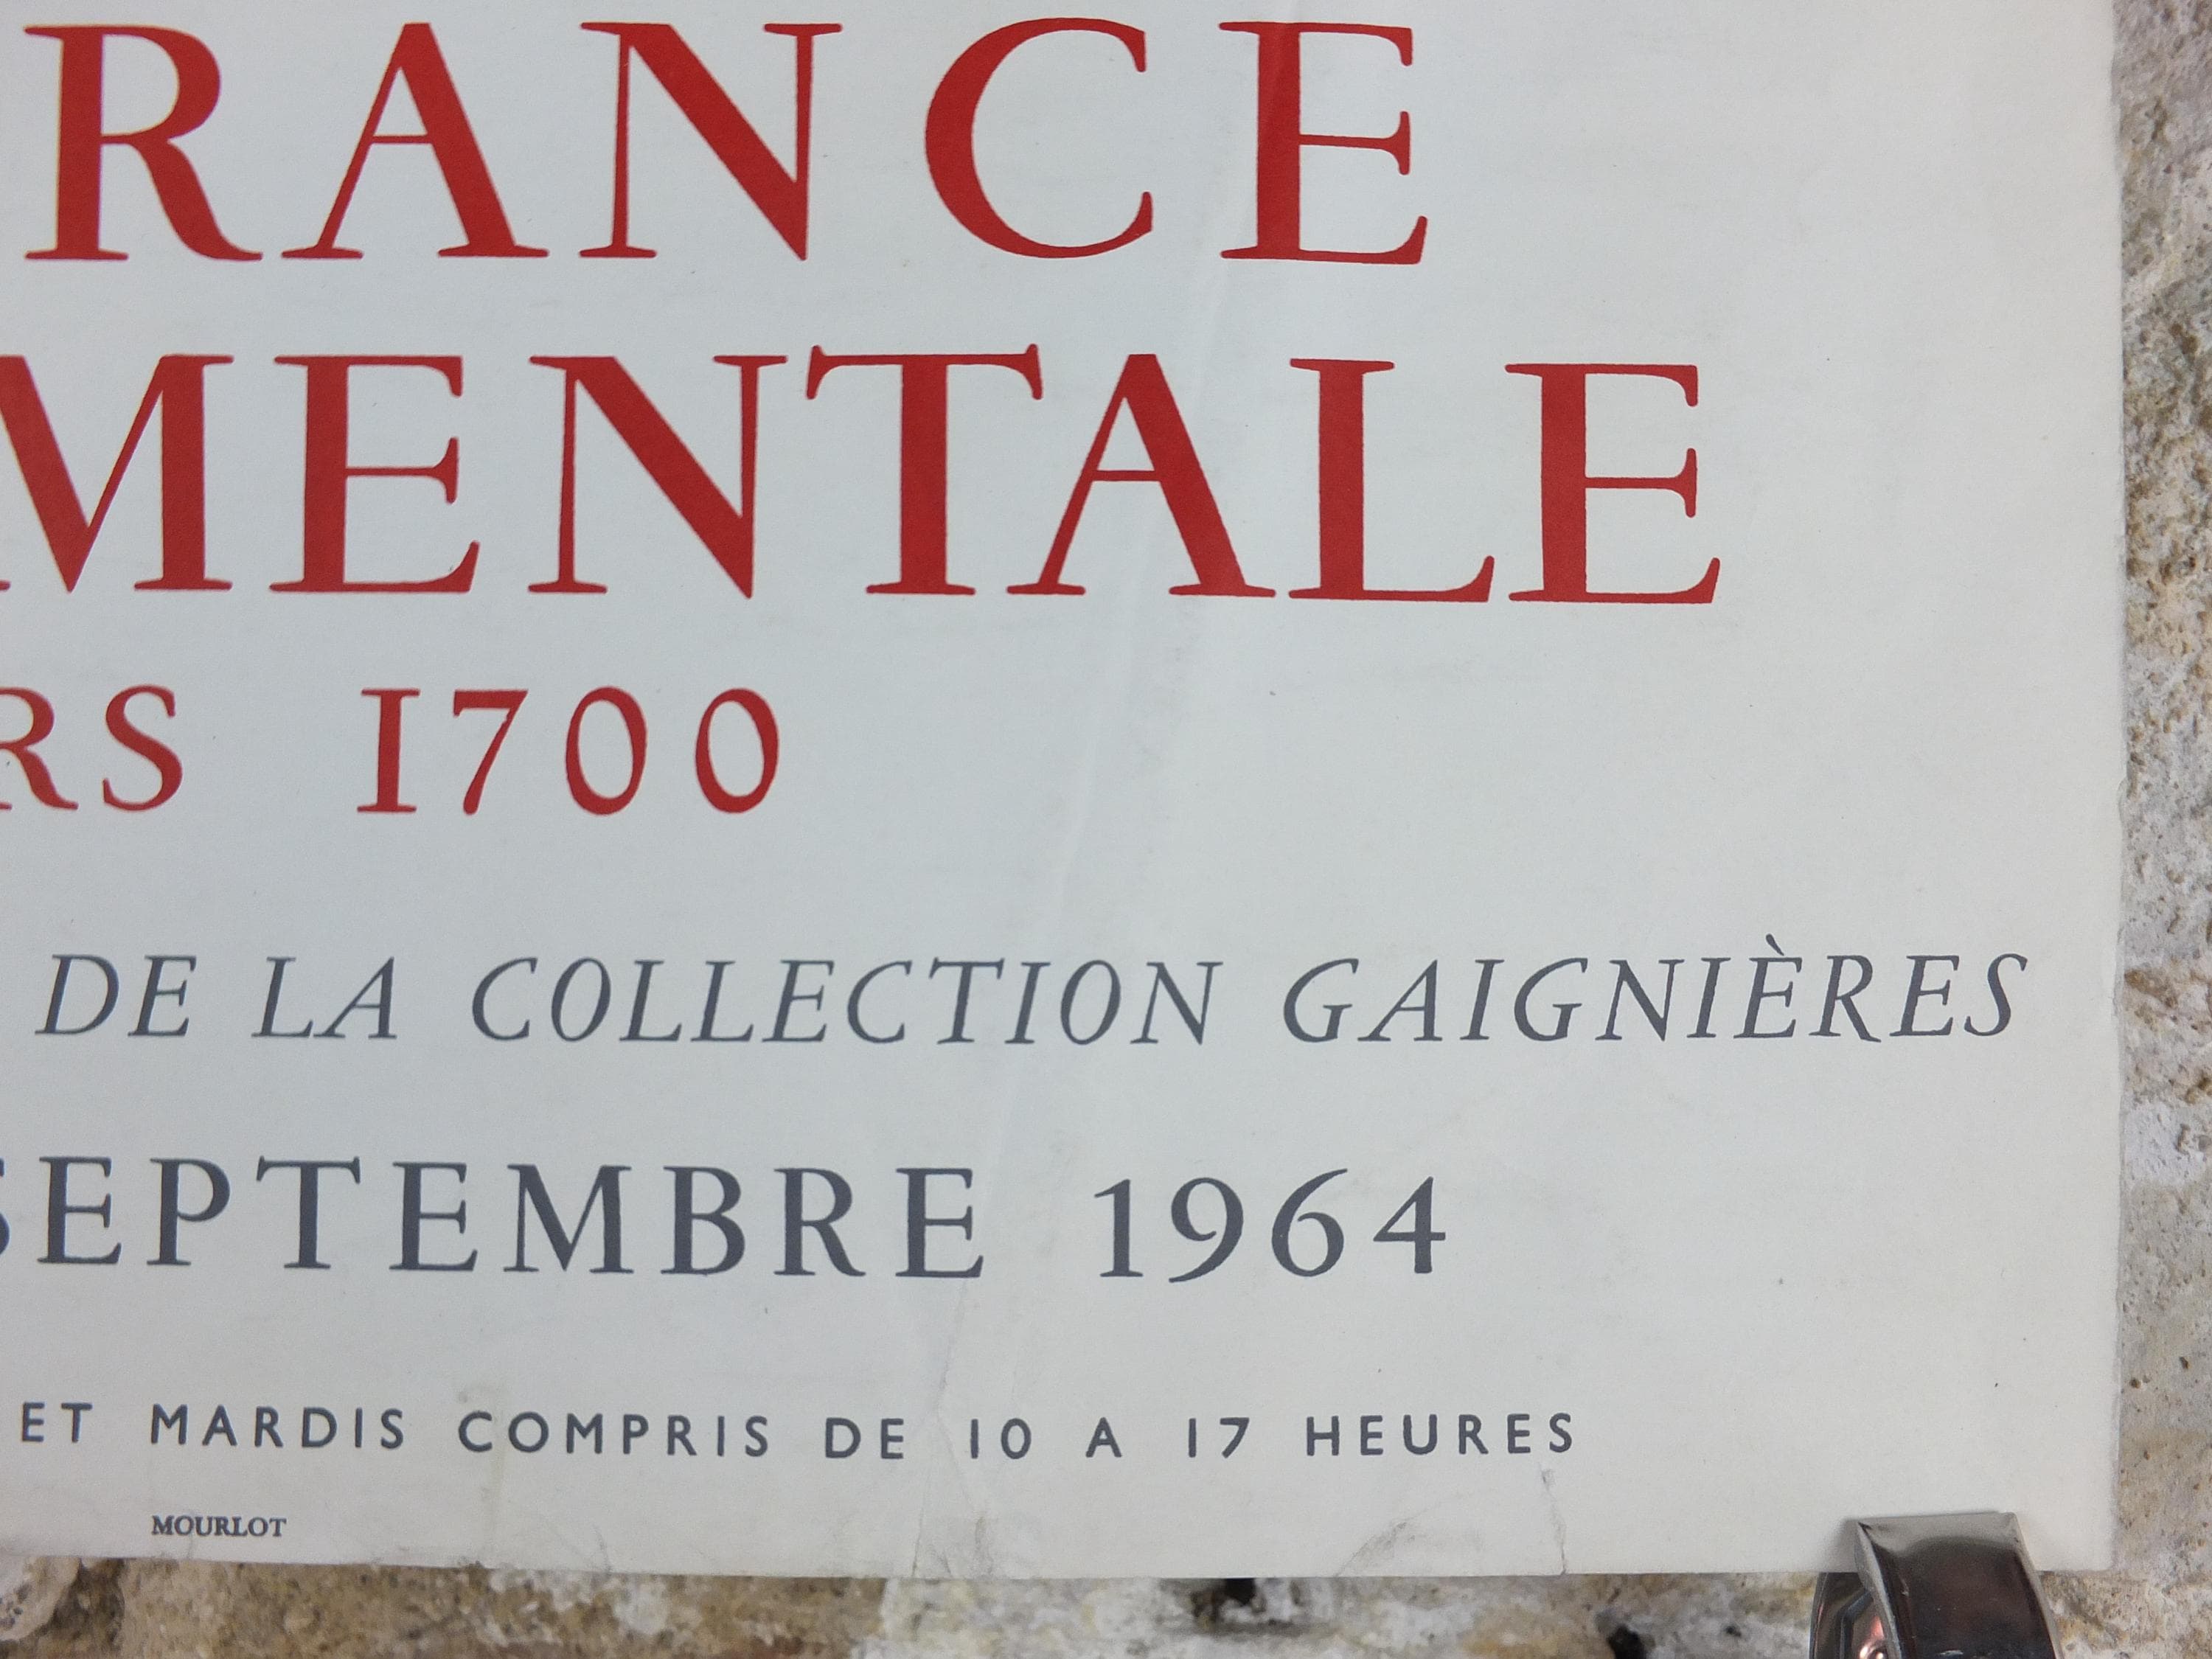 RANCE
MENTALE
RS 1700
DE LA COLLECTION GAIGNIÈRES
SEPTEMBRE 1964
ET MARDIS COMPRIS DE 10 A 17 HEURES
MOURLOT